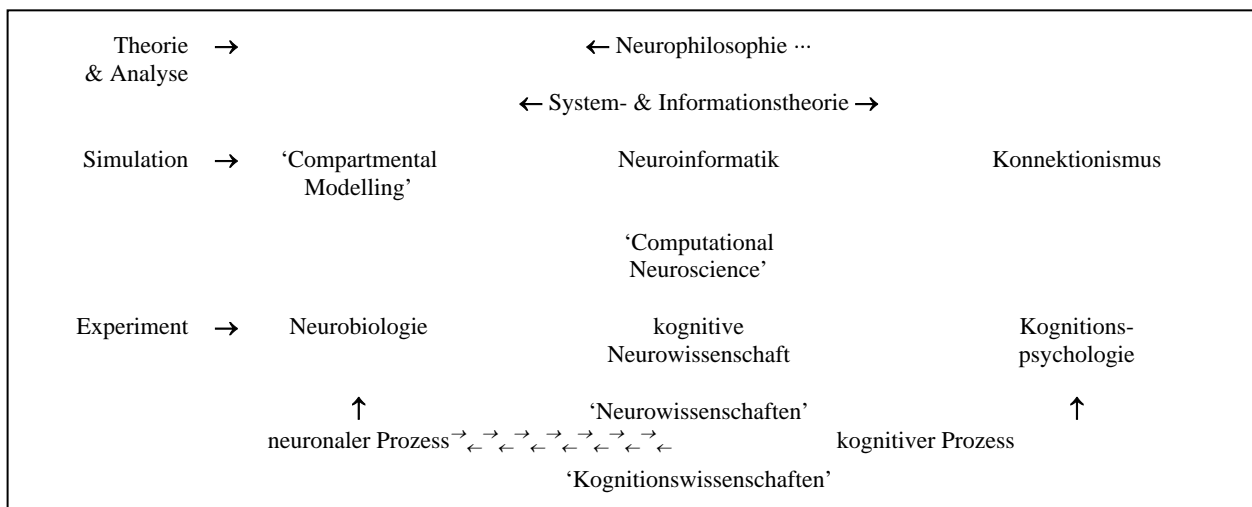 Theorie → ← Neurophilosophie ···
& Analyse
← System- & Informationstheorie →
Simulation → ‘Compartmental Neuroinformatik Konnektionismus
Modelling’
‘Computational
Neuroscience’
Experiment → Neurobiologie kognitive Kognitions-
Neurowissenschaft psychologie
↑ ‘Neurowissenschaften’ ↑
neuronaler Prozess →←→←→←→←→←→←→← kognitiver Prozess
‘Kognitionswissenschaften’